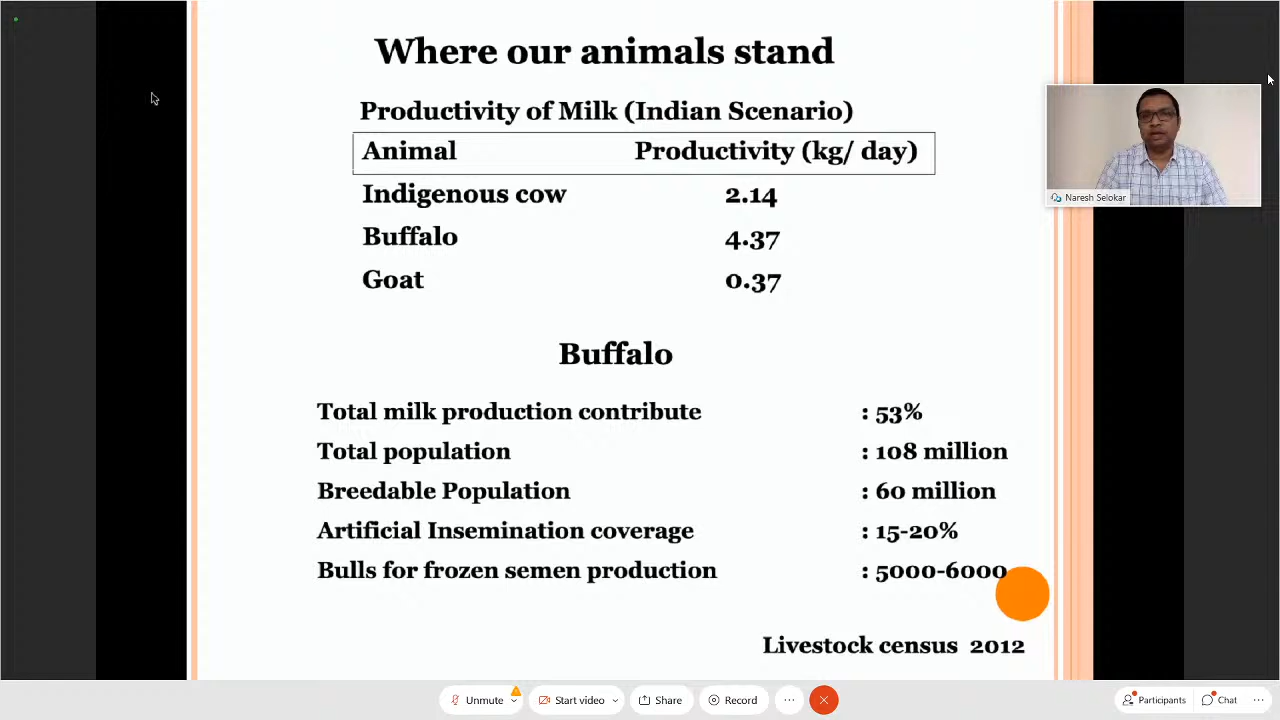 Where our animals stand
Productivity of Milk (Indian Scenario)
Animal Productivity (kg/ day)
Indigenous cow 2.14
Buffalo 4.37
Goat 0.37
Buffalo
Total milk production contribute : 53%
Total population : 108 million
Breedable Population : 60 million
Artificial Insemination coverage : 15-20%
Bulls for frozen semen production : 5000-6000
Livestock census 2012
Naresh Selokar
Unmute Start video Share Record Participants Chat